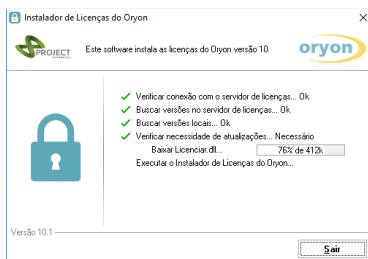 Instalador de Licenças do Oryon
SPROJECT
Este software instala as licenças do Oryon versão 10.
oryon
Verificar conexão com o servidor de licenças... Ok
Buscar versões no servidor de licenças... Ok
Buscar versões locais... Ok
Verificar necessidade de atualizações... Necessário
Baixar Licenciar.dll... 76% de 412k
Executar o Instalador de Licenças do Oryon...
Versão 10.1
Sair